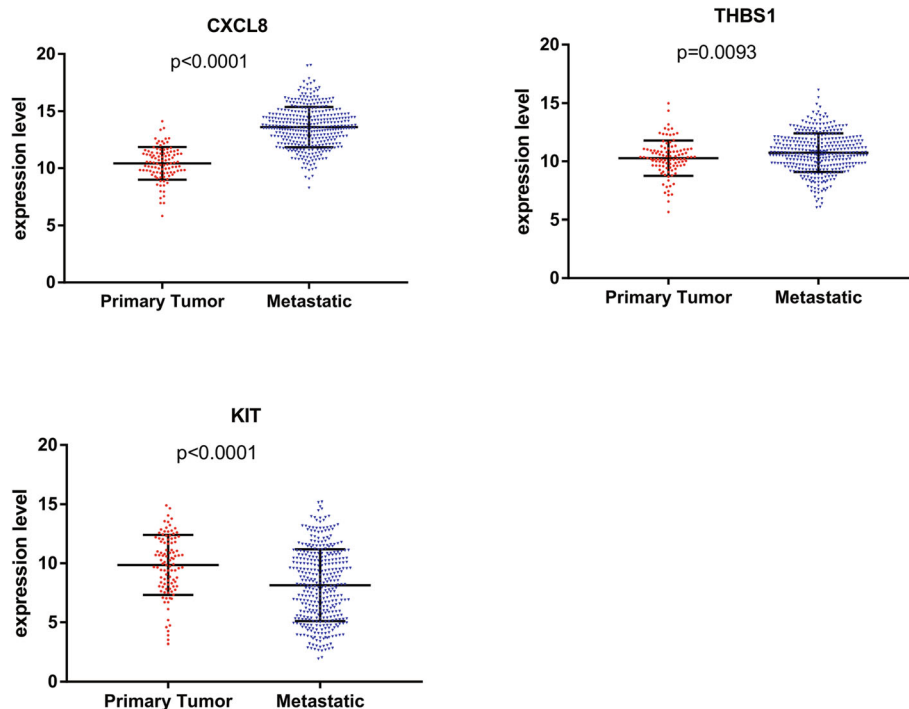 CXCL8
p<0.0001
20
15
10
5
0
expression level
Primary Tumor Metastatic
THBS1
p=0.0093
20
15
10
5
0
expression level
Primary Tumor Metastatic
KIT
p<0.0001
20
15
10
5
0
expression level
Primary Tumor Metastatic